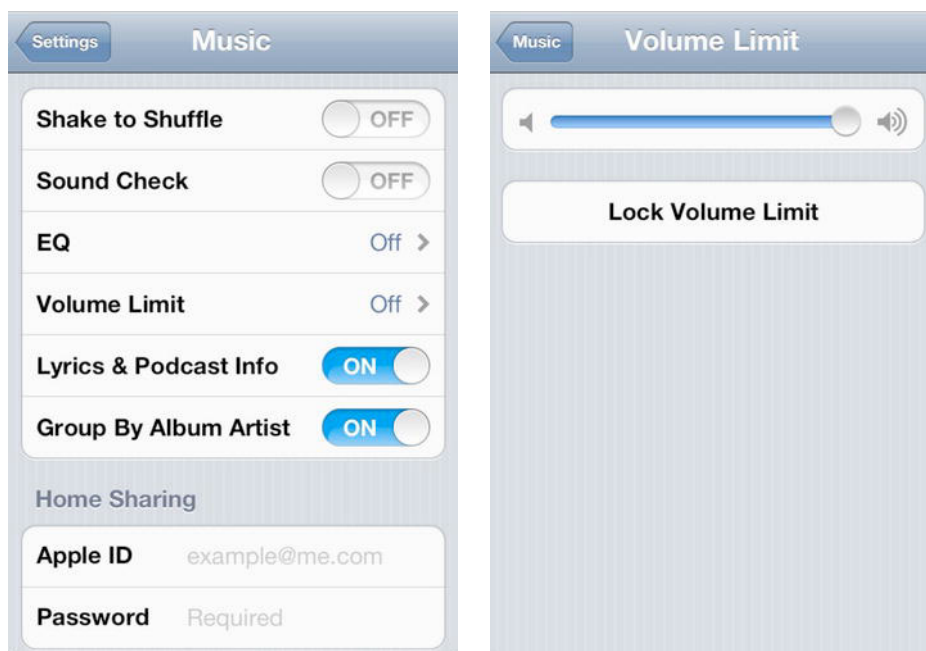 Settings Music
Shake to Shuffle OFF
Sound Check OFF
EQ Off
Volume Limit Off
Lyrics & Podcast Info ON
Group By Album Artist ON
Home Sharing
Apple ID example@me.com
Password Required
Music Volume Limit
Lock Volume Limit